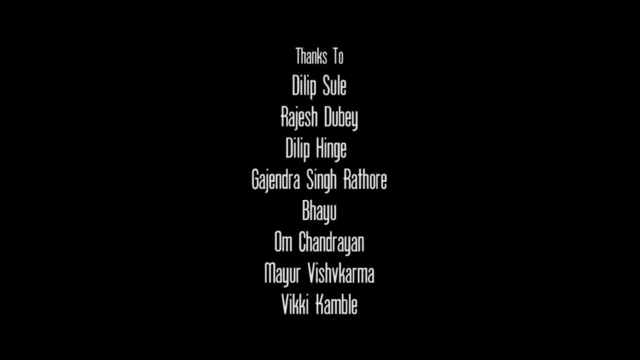 Thanks To
Dilip Sule
Rajesh Dubey
Dilip Hinge
Gajendra Singh Rathore
Bhayu
Om Chandrayan
Mayur Vishvkarma
Vikki Kamble